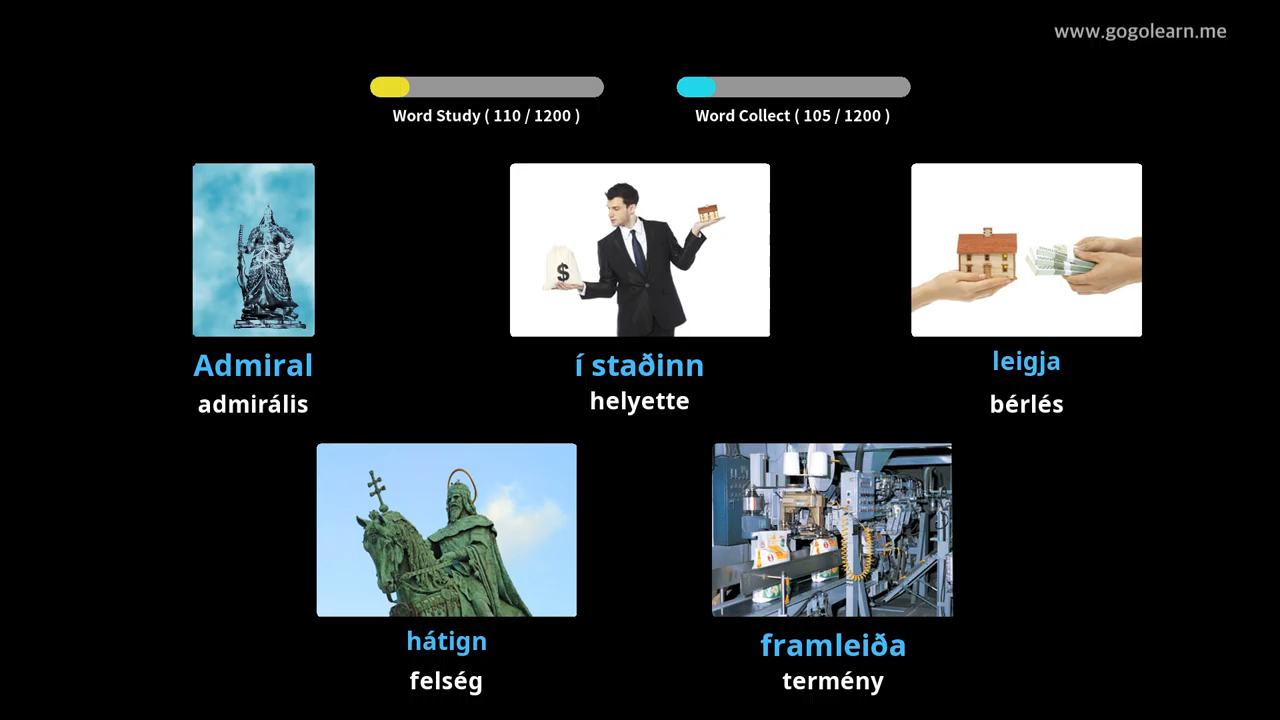 www.gogolearn.me
Word Study ( 110 / 1200 )
Word Collect ( 105 / 1200 )
$
Admiral
admirális
í staðinn
helyette
leigja
bérlés
hátign
felség
framleiða
termény